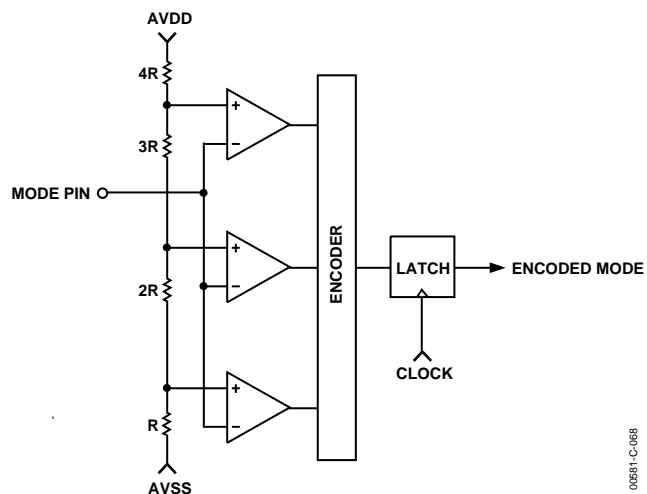 AVDD
4R
+
−
3R
MODE PIN
+
−
2R
ENCODER
LATCH
ENCODED MODE
CLOCK
+
−
R
AVSS
00581-C-068